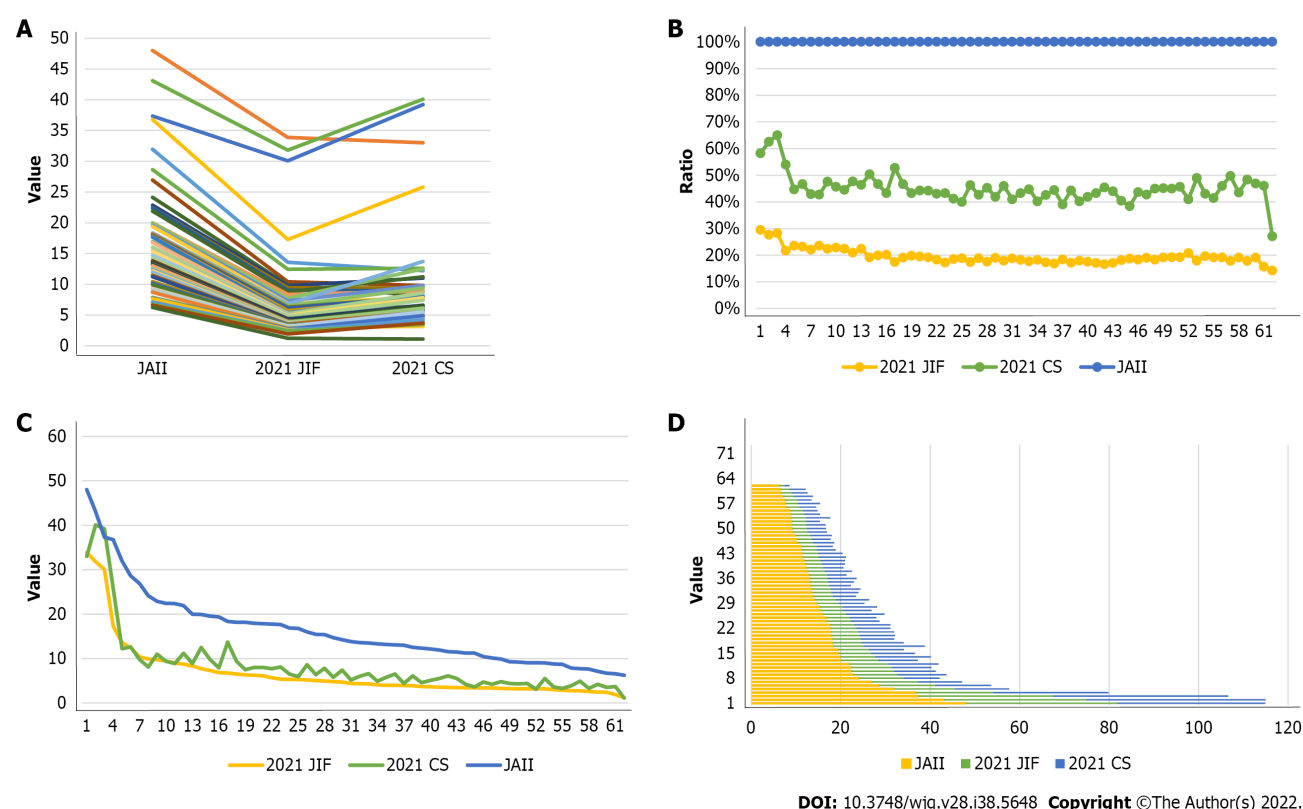 A
50
45
40
35
30
25
20
15
10
5
0
Value
JAII 2021 JIF 2021 CS
B
100%
90%
80%
70%
60%
50%
40%
30%
20%
10%
0%
Ratio
1 4 7 10 13 16 19 22 25 28 31 34 37 40 43 46 49 52 55 58 61
2021 JIF 2021 CS JAII
C
60
50
40
30
20
10
0
Value
1 4 7 10 13 16 19 22 25 28 31 34 37 40 43 46 49 52 55 58 61
2021 JIF 2021 CS JAII
D
71
64
57
50
43
36
29
22
15
8
1
Value
0 20 40 60 80 100 120
JAII 2021 JIF 2021 CS
DOI: 10.3748/wjg.v28.i38.5648 Copyright ©The Author(s) 2022.